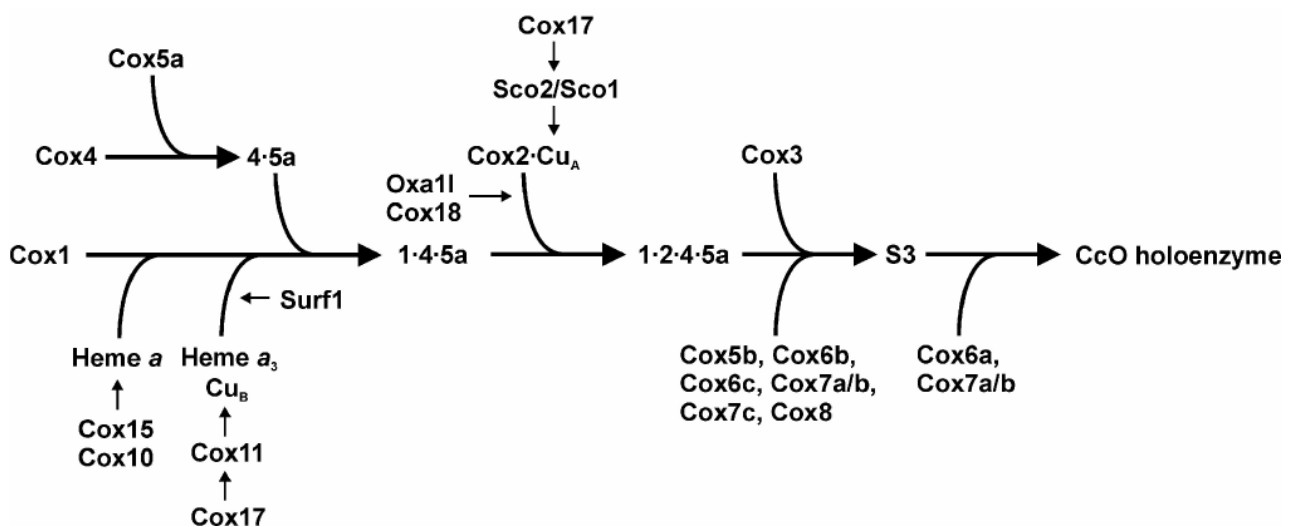 Cox17
Cox5a
Sco2/Sco1
Cox4
4·5a
Cox2·CuA
Cox3
Oxa1l
Cox18
Cox1
1·4·5a
1·2·4·5a
S3
CcO holoenzyme
Surf1
Heme a
Heme a3
CuB
Cox5b, Cox6b,
Cox6c, Cox7a/b,
Cox7c, Cox8
Cox6a,
Cox7a/b
Cox15
Cox10
Cox11
Cox17